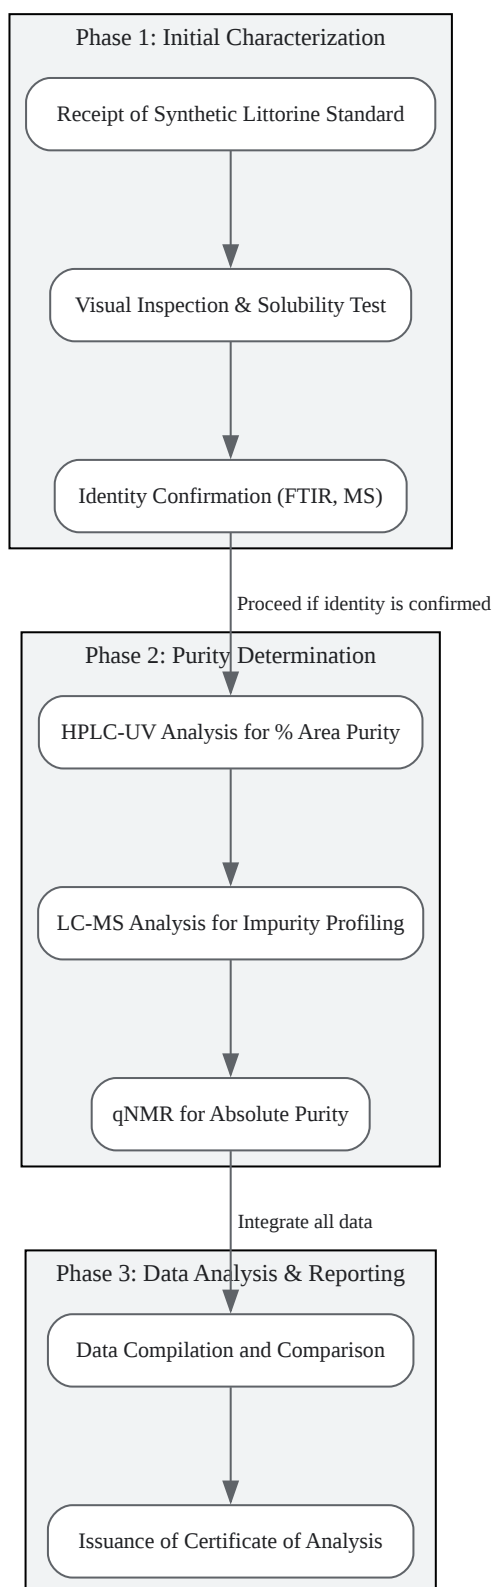 Phase 1: Initial Characterization
Receipt of Synthetic Littorine Standard
Visual Inspection & Solubility Test
Identity Confirmation (FTIR, MS)
Proceed if identity is confirmed
Phase 2: Purity Determination
HPLC-UV Analysis for % Area Purity
LC-MS Analysis for Impurity Profiling
qNMR for Absolute Purity
Integrate all data
Phase 3: Data Analysis & Reporting
Data Compilation and Comparison
Issuance of Certificate of Analysis